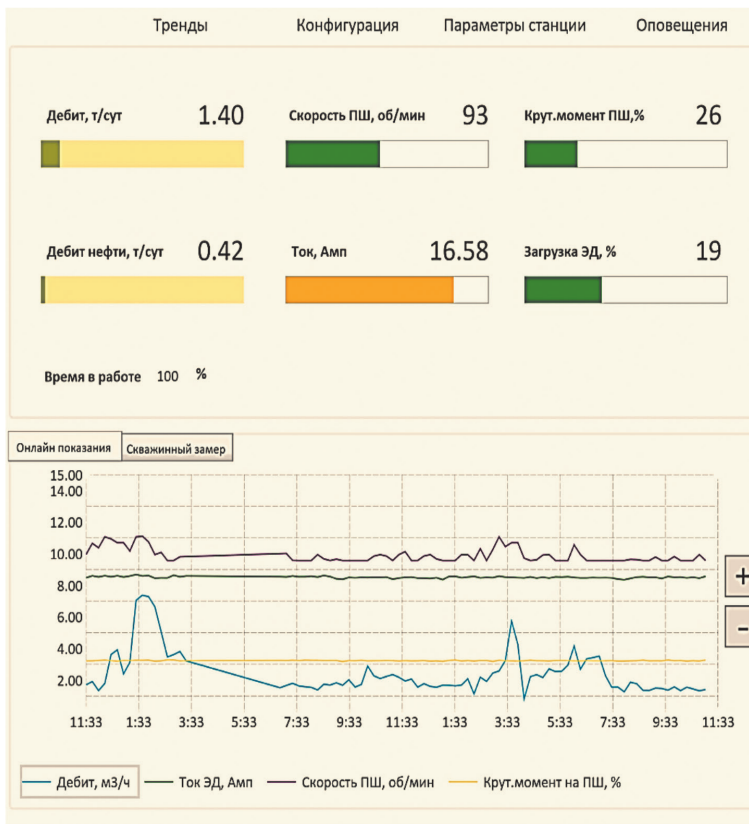 Тренды Конфигурация Параметры станции Оповещения
Дебит, т/сут 1.40 Скорость ПШ, об/мин 93 Крут.момент ПШ,% 26
Дебит нефти, т/сут 0.42 Ток, Амп 16.58 Загрузка ЭД, % 19
Время в работе 100 %
Онлайн показания Скважинный замер
15.00
14.00
12.00
10.00
8.00
6.00
4.00
2.00
11:33 1:33 3:33 5:33 7:33 9:33 11:33 1:33 3:33 5:33 7:33 9:33 11:33
+
−
Дебит, м3/ч Ток ЭД, Амп Скорость ПШ, об/мин Крут.момент на ПШ, %